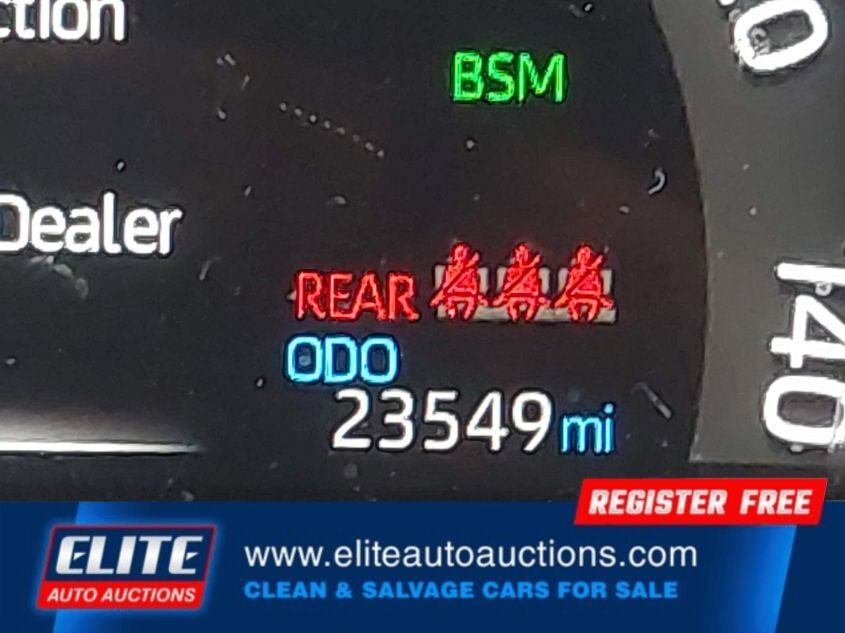 ction
BSM
Dealer
REAR
ODO
23549 mi
140
REGISTER FREE
ELITE
AUTO AUCTIONS
www.eliteautoauctions.com
CLEAN & SALVAGE CARS FOR SALE